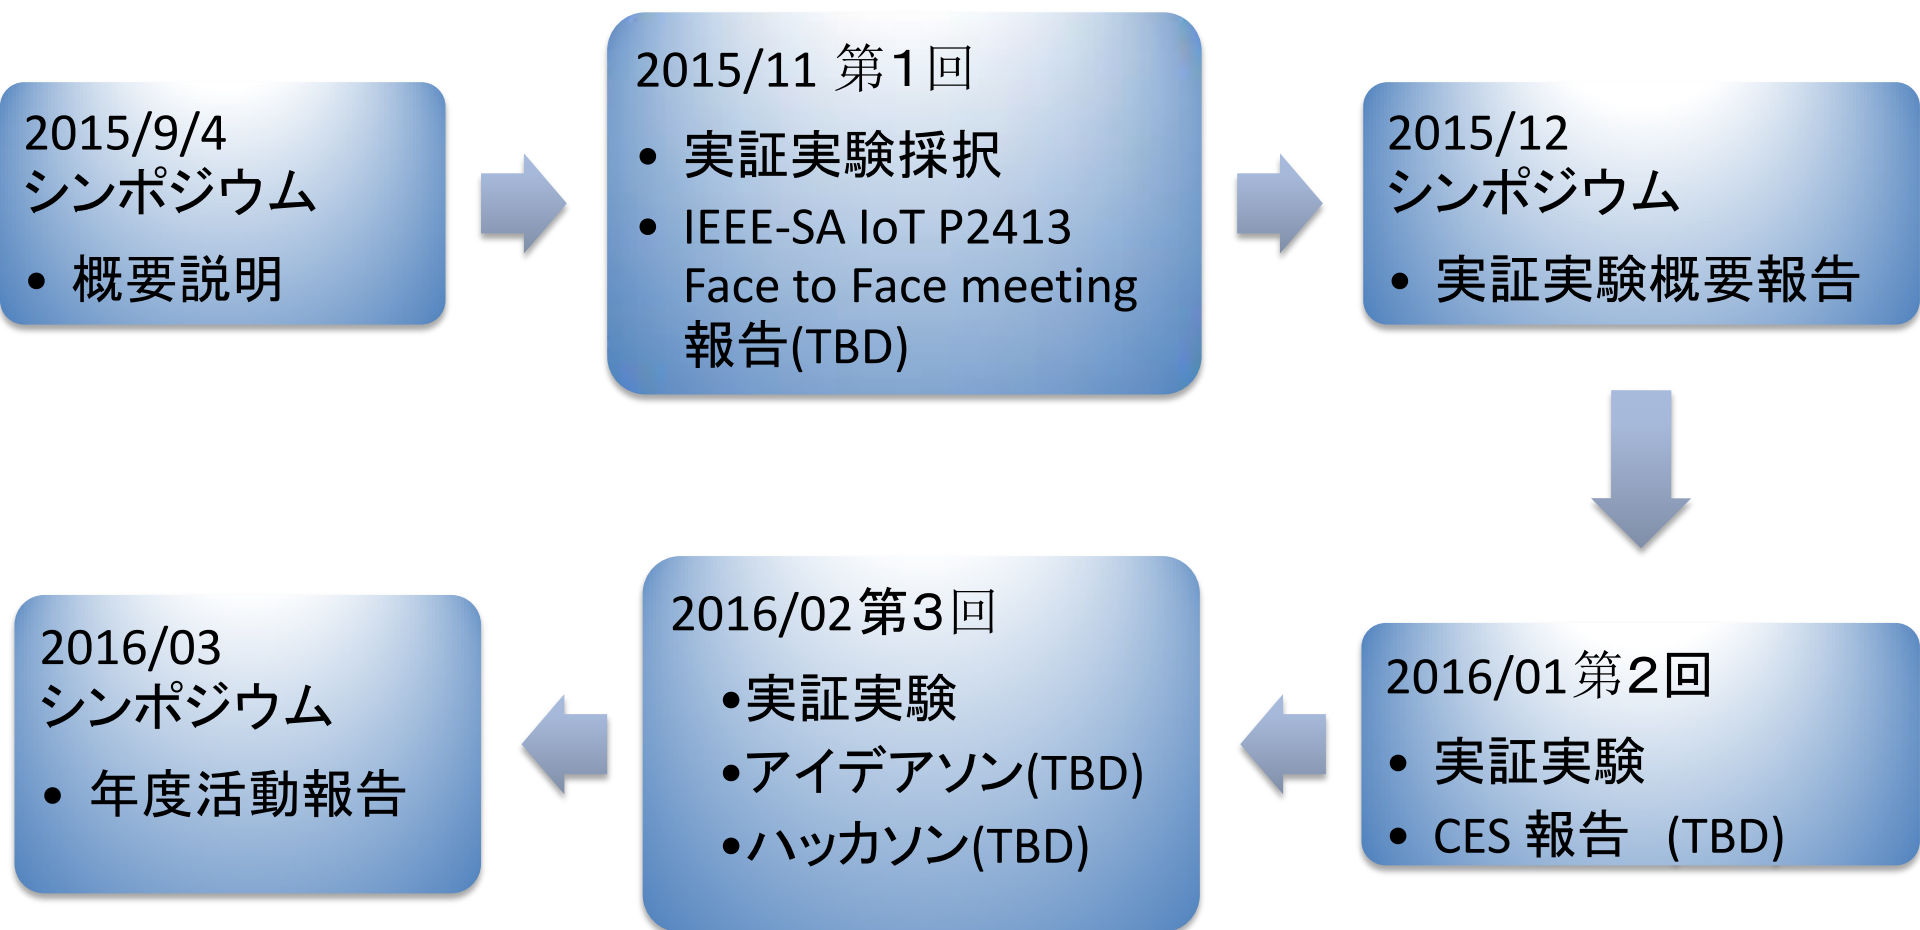 2015/9/4
シンポジウム
• 概要説明
2015/11 第１回
• 実証実験採択
• IEEE-SA IoT P2413
Face to Face meeting
報告(TBD)
2015/12
シンポジウム
• 実証実験概要報告
2016/01第２回
• 実証実験
• CES 報告 (TBD)
2016/02第３回
•実証実験
•アイデアソン(TBD)
•ハッカソン(TBD)
2016/03
シンポジウム
• 年度活動報告